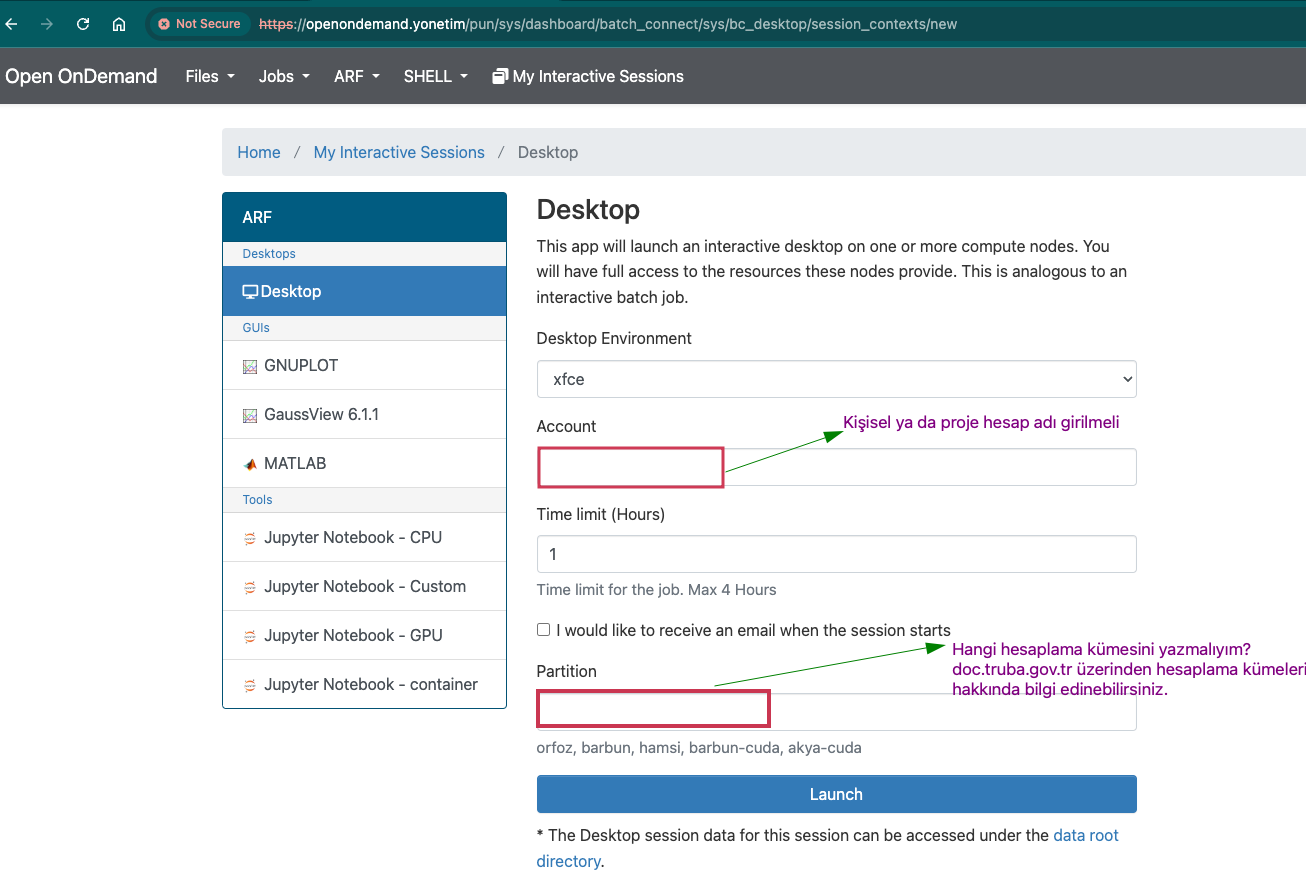 Not Secure https://openondemand.yonetim/pun/sys/dashboard/batch_connect/sys/bc_desktop/session_contexts/new
Open OnDemand Files Jobs ARF SHELL My Interactive Sessions
Home / My Interactive Sessions / Desktop
ARF
Desktops
Desktop
GUIs
GNUPLOT
GaussView 6.1.1
MATLAB
Tools
Jupyter Notebook - CPU
Jupyter Notebook - Custom
Jupyter Notebook - GPU
Jupyter Notebook - container
Desktop
This app will launch an interactive desktop on one or more compute nodes. You
will have full access to the resources these nodes provide. This is analogous to an
interactive batch job.
Desktop Environment
xfce
Account
Kişisel ya da proje hesap adı girilmeli
Time limit (Hours)
1
Time limit for the job. Max 4 Hours
I would like to receive an email when the session starts
Partition
Hangi hesaplama kümesini yazmalıyım?
doc.truba.gov.tr üzerinden hesaplama kümeleri
hakkında bilgi edinebilirsiniz.
orfoz, barbun, hamsi, barbun-cuda, akya-cuda
Launch
* The Desktop session data for this session can be accessed under the data root
directory.